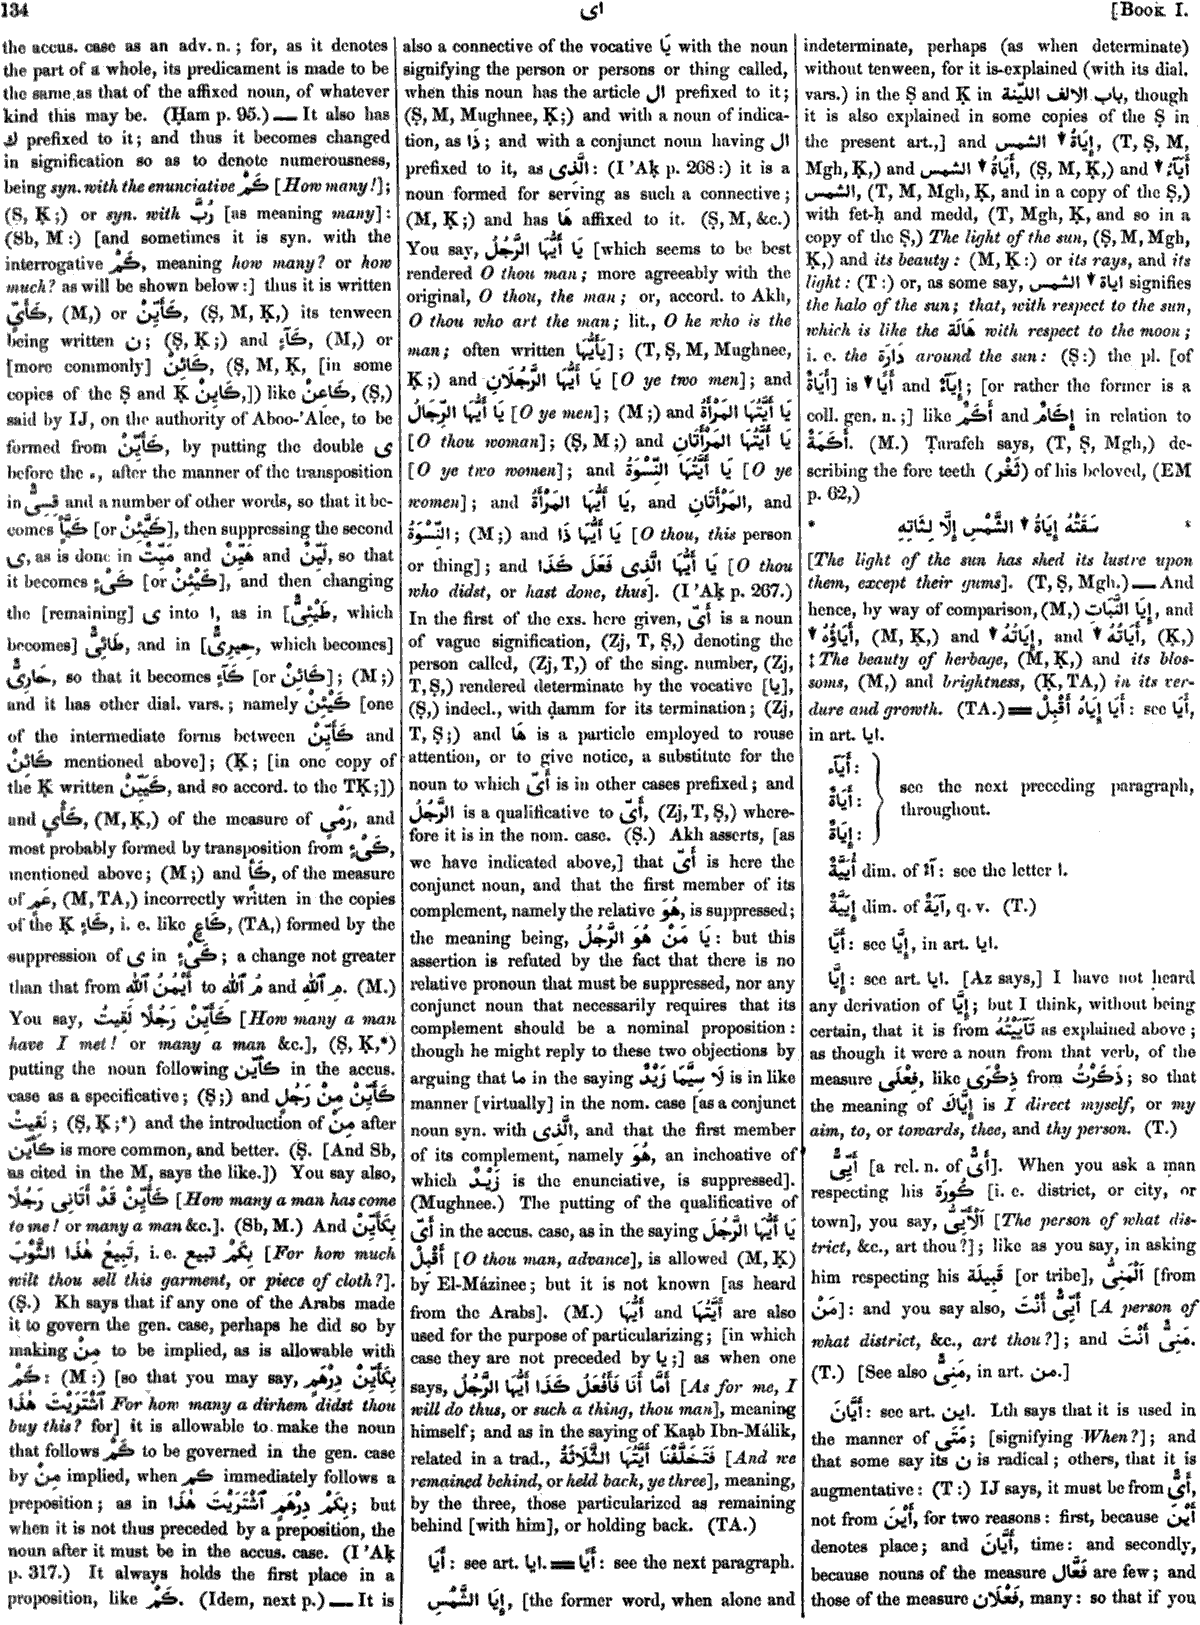 134
اى
[Book I.
the accus. case as an adv. n. ; for, as it denotes
the part of a whole, its predicament is made to be
the same as that of the affixed noun, of whatever
kind this may be. (Ḥam p. 95.) — It also has
ك prefixed to it; and thus it becomes changed
in signification so as to denote numerousness,
being syn. with the enunciative كَمْ [How many!];
(Ṣ, Ḳ;) or syn. with رُبَّ [as meaning many]:
(Sb, M:) [and sometimes it is syn. with the
interrogative كَمْ, meaning how many? or how
much? as will be shown below:] thus it is written
كَأَىٍّ, (M,) or كَأَيِّنْ, (Ṣ, M, Ḳ,) its tenween
being written ن; (Ṣ, Ḳ;) and كَآءٍ, (M,) or
[more commonly] كَائِنْ, (Ṣ, M, Ḳ, [in some
copies of the Ṣ and Ḳ كَايِنْ,]) like كَاعِنْ, (Ṣ,)
said by IJ, on the authority of Aboo-'Alee, to be
formed from كَأَيِّنْ, by putting the double ى
before the ء, after the manner of the transposition
in قِسِىٌّ and a number of other words, so that it be-
comes كَيَّأٍ [or كَيَّئِنْ], then suppressing the second
ى, as is done in مَيِّتْ and هَيِّنْ and لَيِّنْ, so that
it becomes كَىْءٍ [or كَيْئِنْ], and then changing
the [remaining] ى into ا, as in [طَيْئِىٌّ, which
becomes] طَائِىٌّ, and in [حِيرِىٌّ, which becomes]
حَارِىٌّ, so that it becomes كَآءٍ [or كَائِنْ]; (M;)
and it has other dial. vars.; namely كَيْئِنْ [one
of the intermediate forms between كَأَيِّنْ and
كَائِنْ mentioned above]; (Ḳ; [in one copy of
the Ḳ written كَيَيِّنْ, and so accord. to the TḲ;])
and كَأْىٍ, (M, Ḳ,) of the measure of رَمْىٍ, and
most probably formed by transposition from كَىْءٍ,
mentioned above; (M;) and كَأٍ, of the measure
of عَمٍ, (M, TA,) incorrectly written in the copies
of the Ḳ كَاءٍ, i. e. like كَاعٍ, (TA,) formed by the
suppression of ى in كَىْءٍ; a change not greater
than that from أَيْمُنُ ٱللّٰهِ to مُ ٱللّٰهِ and مِ ٱللّٰهِ. (M.)
You say, كَأَيِّنْ رَجُلًا لَقِيتُ [How many a man
have I met! or many a man &c.], (Ṣ, Ḳ,*)
putting the noun following كَأَيِّنْ in the accus.
case as a specificative; (Ṣ;) and كَأَيِّنْ مِنْ رَجُلٍ
لَقِيتُ; (Ṣ, Ḳ;*) and the introduction of مِنْ after
كَأَيِّنْ is more common, and better. (Ṣ. [And Sb,
as cited in the M, says the like.]) You say also,
كَأَيِّنْ قَدْ أَتَانِى رَجُلًا [How many a man has come
to me! or many a man &c.]. (Sb, M.) And بِكَأَيِّنْ
تَبِيعُ هٰذَا الثَّوْبَ, i. e. بِكَمْ تبيع [For how much
wilt thou sell this garment, or piece of cloth?].
(Ṣ.) Kh says that if any one of the Arabs made
it to govern the gen. case, perhaps he did so by
making مِنْ to be implied, as is allowable with
كَمْ: (M:) [so that you may say, بِكَأَيِّنْ دِرْهَمٍ
ٱشْتَرَيْتَ هٰذَا For how many a dirhem didst thou
buy this? for] it is allowable to make the noun
that follows كَمْ to be governed in the gen. case
by مِنْ implied, when كم immediately follows a
preposition; as in بِكَمْ دِرْهَمٍ ٱشْتَرَيْتَ هٰذَا; but
when it is not thus preceded by a preposition, the
noun after it must be in the accus. case. (I 'Aḳ
p. 317.) It always holds the first place in a
proposition, like كَمْ. (Idem, next p.) — It is
also a connective of the vocative يَا with the noun
signifying the person or persons or thing called,
when this noun has the article ال prefixed to it;
(Ṣ, M, Mughnee, Ḳ;) and with a noun of indica-
tion, as ذَا; and with a conjunct noun having ال
prefixed to it, as الَّذِى: (I 'Aḳ p. 268:) it is a
noun formed for serving as such a connective;
(M, Ḳ;) and has هَا affixed to it. (Ṣ, M, &c.)
You say, يَا أَيُّهَا الرَّجُلُ [which seems to be best
rendered O thou man; more agreeably with the
original, O thou, the man; or, accord. to Akh,
O thou who art the man; lit., O he who is the
man; often written يٰأَيُّهَا]; (T, Ṣ, M, Mughnee,
Ḳ;) and يَا أَيُّهَا الرَّجُلَانِ [O ye two men]; and
يَا أَيُّهَا الرِّجَالُ [O ye men]; (M;) and يَا أَيَّتُهَا المَرْأَةُ
[O thou woman]; (Ṣ, M;) and يَا أَيَّتُهَا المَرْأَتَانِ
[O ye two women]; and يَا أَيَّتُهَا النِّسْوَةُ [O ye
women]; and يَا أَيُّهَا المَرْأَةُ, and المَرْأَتَانِ, and
النِّسْوَةُ; (M;) and يَا أَيُّهَا ذَا [O thou, this person
or thing]; and يَا أَيُّهَا الَّذِى فَعَلَ كَذَا [O thou
who didst, or hast done, thus]. (I 'Aḳ p. 267.)
In the first of the exs. here given, أَىّ is a noun
of vague signification, (Zj, T, Ṣ,) denoting the
person called, (Zj, T,) of the sing. number, (Zj,
T, Ṣ,) rendered determinate by the vocative [يا],
(Ṣ,) indecl., with ḍamm for its termination; (Zj,
T, Ṣ;) and هَا is a particle employed to rouse
attention, or to give notice, a substitute for the
noun to which أَىّ is in other cases prefixed; and
الرَّجُلُ is a qualificative to أَىّ, (Zj, T, Ṣ,) where-
fore it is in the nom. case. (Ṣ.) Akh asserts, [as
we have indicated above,] that أَىّ is here the
conjunct noun, and that the first member of its
complement, namely the relative هُوَ, is suppressed;
the meaning being, يَا مَنْ هُوَ الرَّجُلُ: but this
assertion is refuted by the fact that there is no
relative pronoun that must be suppressed, nor any
conjunct noun that necessarily requires that its
complement should be a nominal proposition:
though he might reply to these two objections by
arguing that ما in the saying لَا سِيَّمَا زَيْدٌ is in like
manner [virtually] in the nom. case [as a conjunct
noun syn. with الَّذِى, and that the first member
of its complement, namely هُوَ, an inchoative of
which زَيْدٌ is the enunciative, is suppressed].
(Mughnee.) The putting of the qualificative of
أَىّ in the accus. case, as in the saying يَا أَيُّهَا الرَّجُلَ
أَقْبِلْ [O thou man, advance], is allowed (M, Ḳ)
by El-Mázinee; but it is not known [as heard
from the Arabs]. (M.) أَيُّهَا and أَيَّتُهَا are also
used for the purpose of particularizing; [in which
case they are not preceded by يا;] as when one
says, أَمَّا أَنَا فَأَفْعَلُ كَذَا أَيُّهَا الرَّجُلُ [As for me, I
will do thus, or such a thing, thou man], meaning
himself; and as in the saying of Kaạb Ibn-Málik,
related in a trad., فَتَخَلَّفْنَا أَيَّتُهَا الثَّلَاثَةُ [And we
remained behind, or held back, ye three], meaning,
by the three, those particularized as remaining
behind [with him], or holding back. (TA.)
أَيَا: see art. ايا.═أَيًا: see the next paragraph.
إِيَا الشَّمْسِ, [the former word, when alone and
indeterminate, perhaps (as when determinate)
without tenween, for it is explained (with its dial.
vars.) in the Ṣ and Ḳ in باب الالف الليّنة, though
it is also explained in some copies of the Ṣ in
the present art.,] and إِيَاةُ ▼ الشمس, (T, Ṣ, M,
Mgh, Ḳ,) and أَيَاةُ ▼ الشمس, (Ṣ, M, Ḳ,) and أَيَآءُ ▼
الشمس, (T, M, Mgh, Ḳ, and in a copy of the Ṣ,)
with fet-ḥ and medd, (T, Mgh, Ḳ, and so in a
copy of the Ṣ,) The light of the sun, (Ṣ, M, Mgh,
Ḳ,) and its beauty: (M, Ḳ:) or its rays, and its
light: (T:) or, as some say, اياة ▼ الشمس signifies
the halo of the sun; that, with respect to the sun,
which is like the هَالَة with respect to the moon;
i. e. the دَارَة around the sun: (Ṣ:) the pl. [of
أَيَاةٌ] is أَيًا ▼ and إِيَآءٌ; [or rather the former is a
coll. gen. n.;] like أَكَمٌ and إِكَامٌ in relation to
أَكَمَةٌ. (M.) Ṭarafeh says, (T, Ṣ, Mgh,) de-
scribing the fore teeth (ثَغْر) of his beloved, (EM
p. 62,)
* سَقَتْهُ إِيَاةُ ▼ الشَّمْسِ إِلَّا لِثَاتِهِ *
[The light of the sun has shed its lustre upon
them, except their gums]. (T, Ṣ, Mgh.) — And
hence, by way of comparison, (M,) إِيَا النَّبَاتِ, and
أَيَاؤُهُ ▼, (M, Ḳ,) and إِيَاتُهُ ▼, and أَيَاتُهُ ▼, (Ḳ,)
‡ The beauty of herbage, (M, Ḳ,) and its blos-
soms, (M,) and brightness, (Ḳ, TA,) in its ver-
dure and growth. (TA.)═أَيَا إِيَاهُ أَقْبِلْ: see أَيَا,
in art. ايا.
أَيَآء:
أَيَاةٌ:
إِيَاةٌ:
see the next preceding paragraph,
throughout.
أُيَيَّةٌ dim. of آءٌ: see the letter ا.
إِيَيَّةٌ dim. of آيَةٌ, q. v. (T.)
أَيَّا: see إِيَّا, in art. ايا.
إِيَّا: see art. ايا. [Az says,] I have not heard
any derivation of إِيَّا; but I think, without being
certain, that it is from تَآيَيْتُهُ as explained above;
as though it were a noun from that verb, of the
measure فِعْلَى, like ذِكْرَى from ذَكَرْتُ; so that
the meaning of إِيَّاكَ is I direct myself, or my
aim, to, or towards, thee, and thy person. (T.)
أَيِّىٌّ [a rel. n. of أَىٌّ]. When you ask a man
respecting his كُورَة [i. e. district, or city, or
town], you say, ٱلْأَيِّىُّ [The person of what dis-
trict, &c., art thou?]; like as you say, in asking
him respecting his قَبِيلَة [or tribe], ٱلْمَنِىُّ [from
مَنْ]: and you say also, أَيِّىٌّ أَنْتَ [A person of
what district, &c., art thou?]; and مَنِىٌّ أَنْتَ.
(T.) [See also مَنِىٌّ, in art. من.]
أَيَّانَ: see art. اين. Lth says that it is used in
the manner of مَتَى; [signifying When?]; and
that some say its ن is radical; others, that it is
augmentative: (T:) IJ says, it must be from أَىٌّ,
not from أَيْنَ, for two reasons: first, because أَيْنَ
denotes place; and أَيَّانَ, time: and secondly,
because nouns of the measure فَعَّال are few; and
those of the measure فَعْلَان, many: so that if you